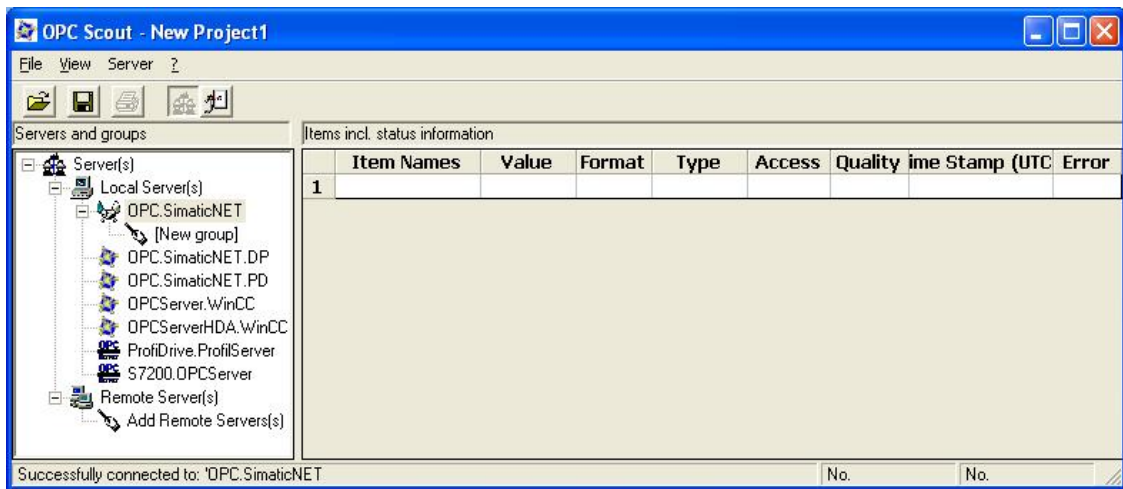 OPC Scout - New Project1
File View Server ?
Servers and groups
Items incl. status information
Server(s)
Local Server(s)
OPC.SimaticNET
[New group]
OPC.SimaticNET.DP
OPC.SimaticNET.PD
OPCServer.WinCC
OPCServerHDA.WinCC
OPC ProfiDrive.ProfilServer
OPC S7200.OPCServer
Remote Server(s)
Add Remote Servers(s)
Item Names Value Format Type Access Quality ime Stamp (UTC Error
1
Successfully connected to: 'OPC.SimaticNET No. No.